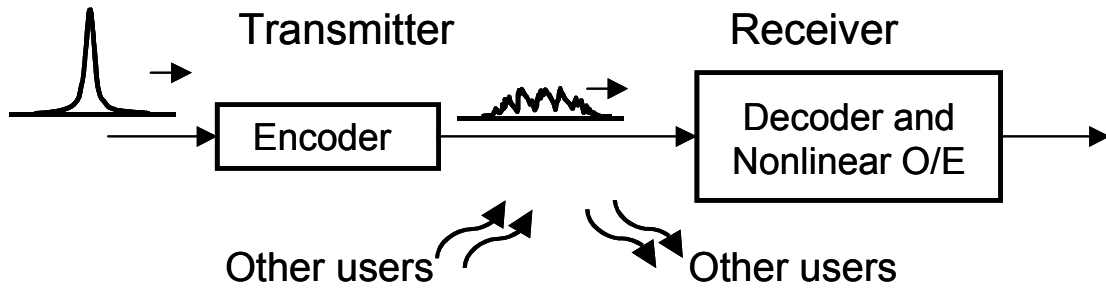 Transmitter
Receiver
Encoder
Decoder and
Nonlinear O/E
Other users
Other users